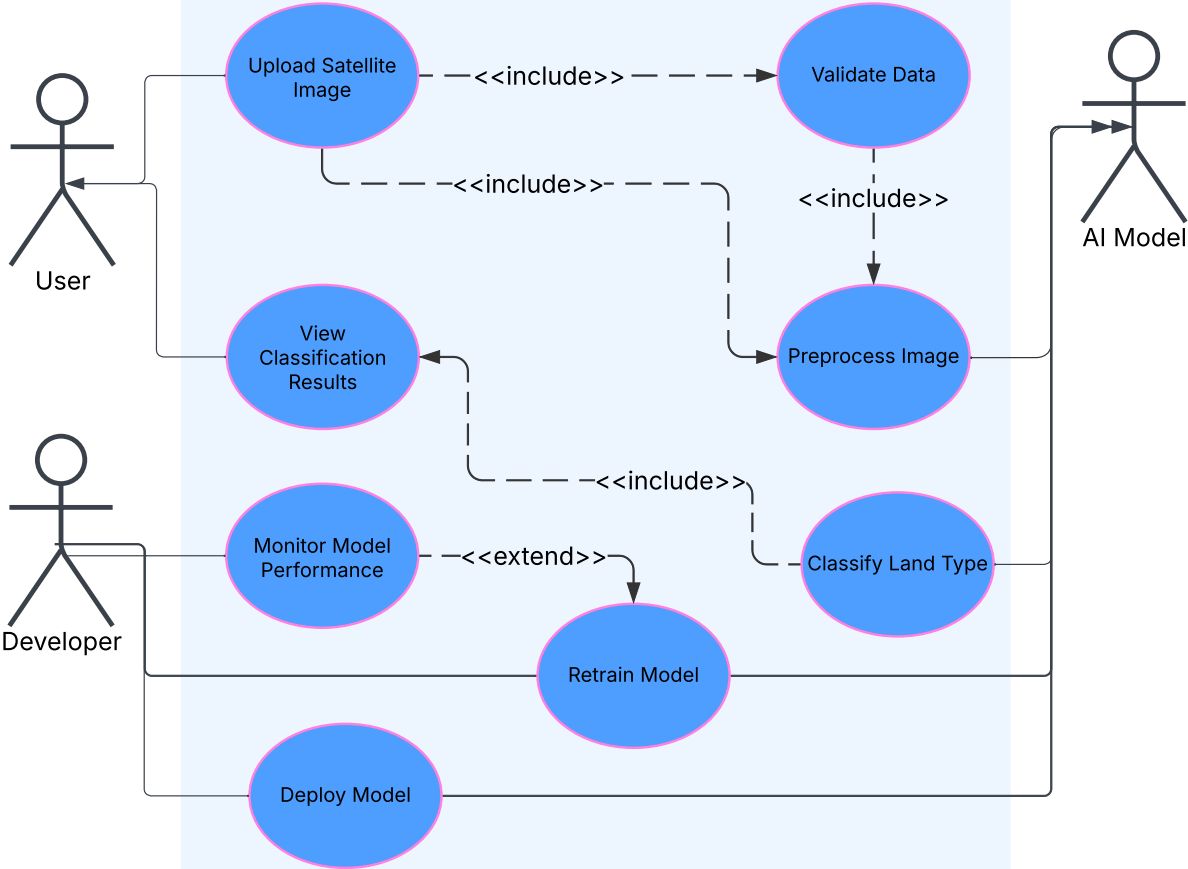 Upload Satellite
Image
<<include>>
Validate Data
<<include>>
<<include>>
AI Model
User
View
Classification
Results
Preprocess Image
<<include>>
Monitor Model
Performance
<<extend>>
Classify Land Type
Developer
Retrain Model
Deploy Model